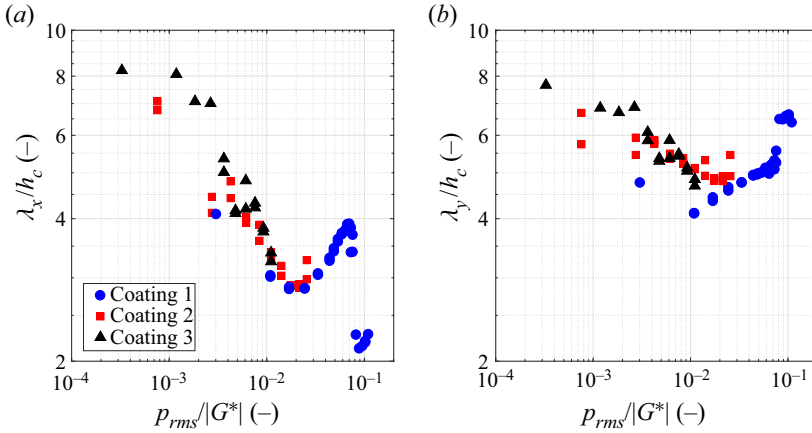 (a)
(b)
10
8
6
4
2
λx/hc (–)
Coating 1
Coating 2
Coating 3
10–4
10–3
10–2
10–1
prms/|G*| (–)
10
8
6
4
2
λy/hc (–)
10–4
10–3
10–2
10–1
prms/|G*| (–)